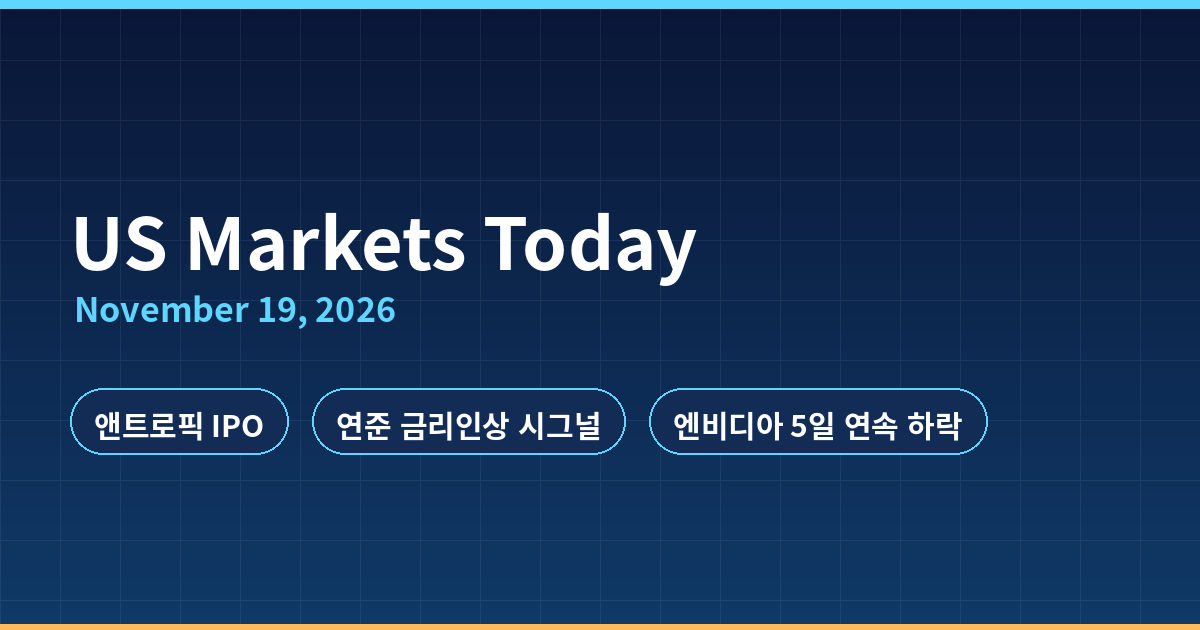 US Markets Today
November 19, 2026
앤트로픽 IPO
연준 금리인상 시그널
엔비디아 5일 연속 하락